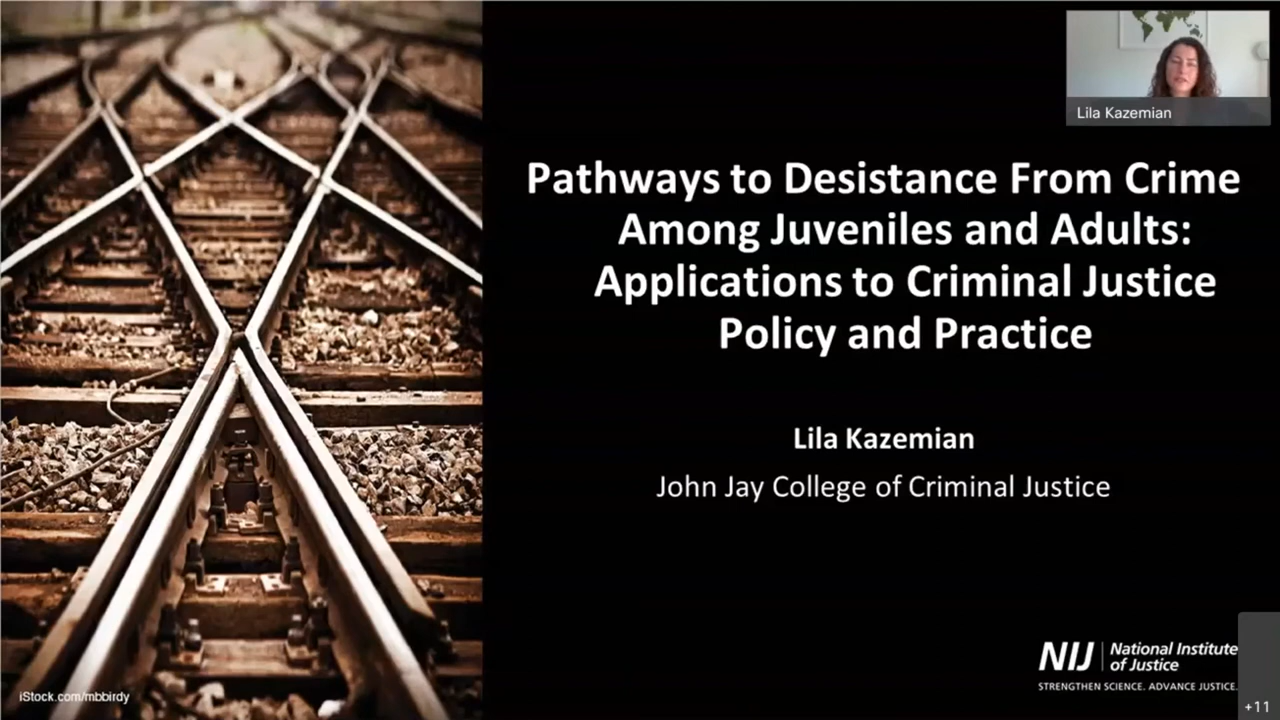 Lila Kazemian
Pathways to Desistance From Crime
Among Juveniles and Adults:
Applications to Criminal Justice
Policy and Practice
Lila Kazemian
John Jay College of Criminal Justice
NIJ
National Institute
of Justice
STRENGTHEN SCIENCE. ADVANCE JUSTICE.
iStock.com/mbbirdy
+11